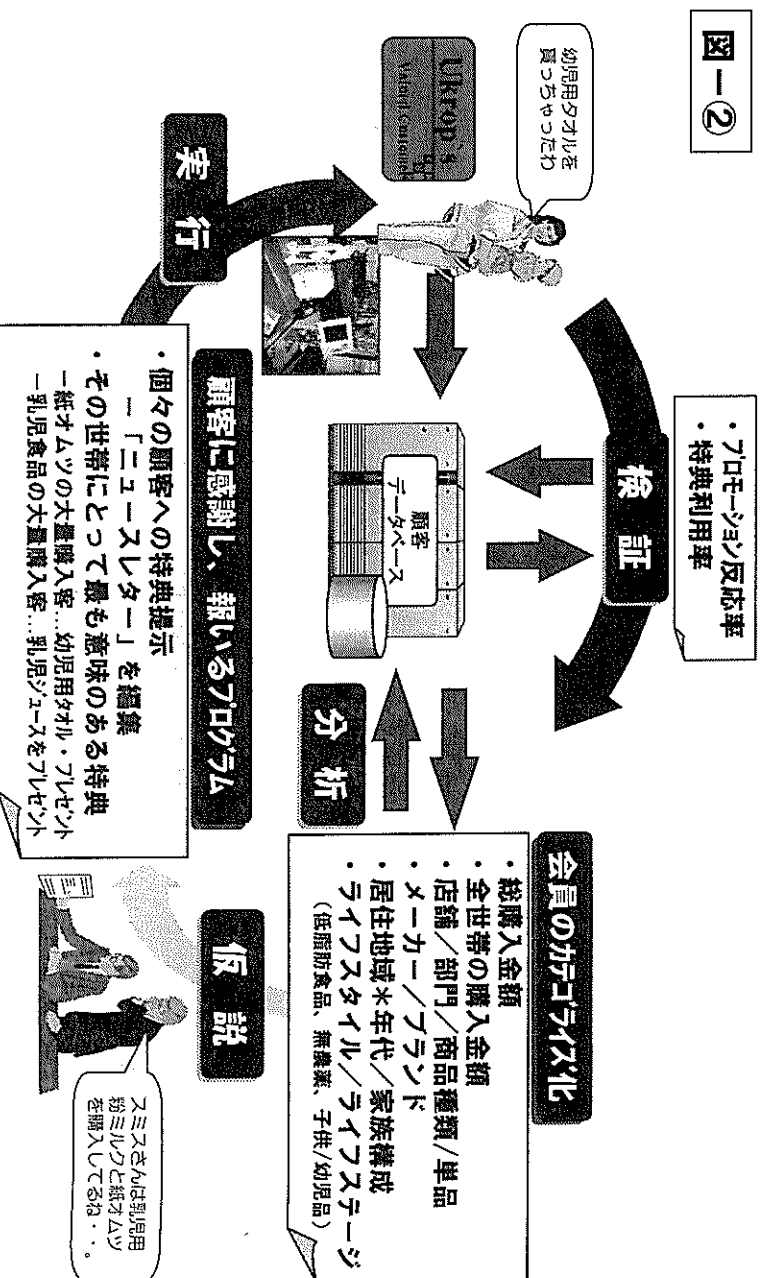 図ー②
幼児用タオルを
買っちゃったわ
Ukrop's
Valued Customer
実行
・プロモーション反応率
・特典利用率
検証
顧客
データベース
分析
会員のカテゴライズ化
・総購入金額
・全世帯の購入金額
・店舗／部門／商品種類/単品
・メーカー／ブランド
・居住地域＊年代／家族構成
・ライフスタイル／ライフステージ
（低脂肪食品、無農薬、子供/幼児品）
仮説
スミスさんは乳児用
粉ミルクと紙オムツ
を購入してるね・・。
顧客に感謝し、報いるプログラム
・個々の顧客への特典提示
ー「ニュースレター」を編集
・その世帯にとって最も意味のある特典
ー紙オムツの大量購入客…幼児用タオル・プレゼント
ー乳児食品の大量購入客…乳児ジュースをプレゼント